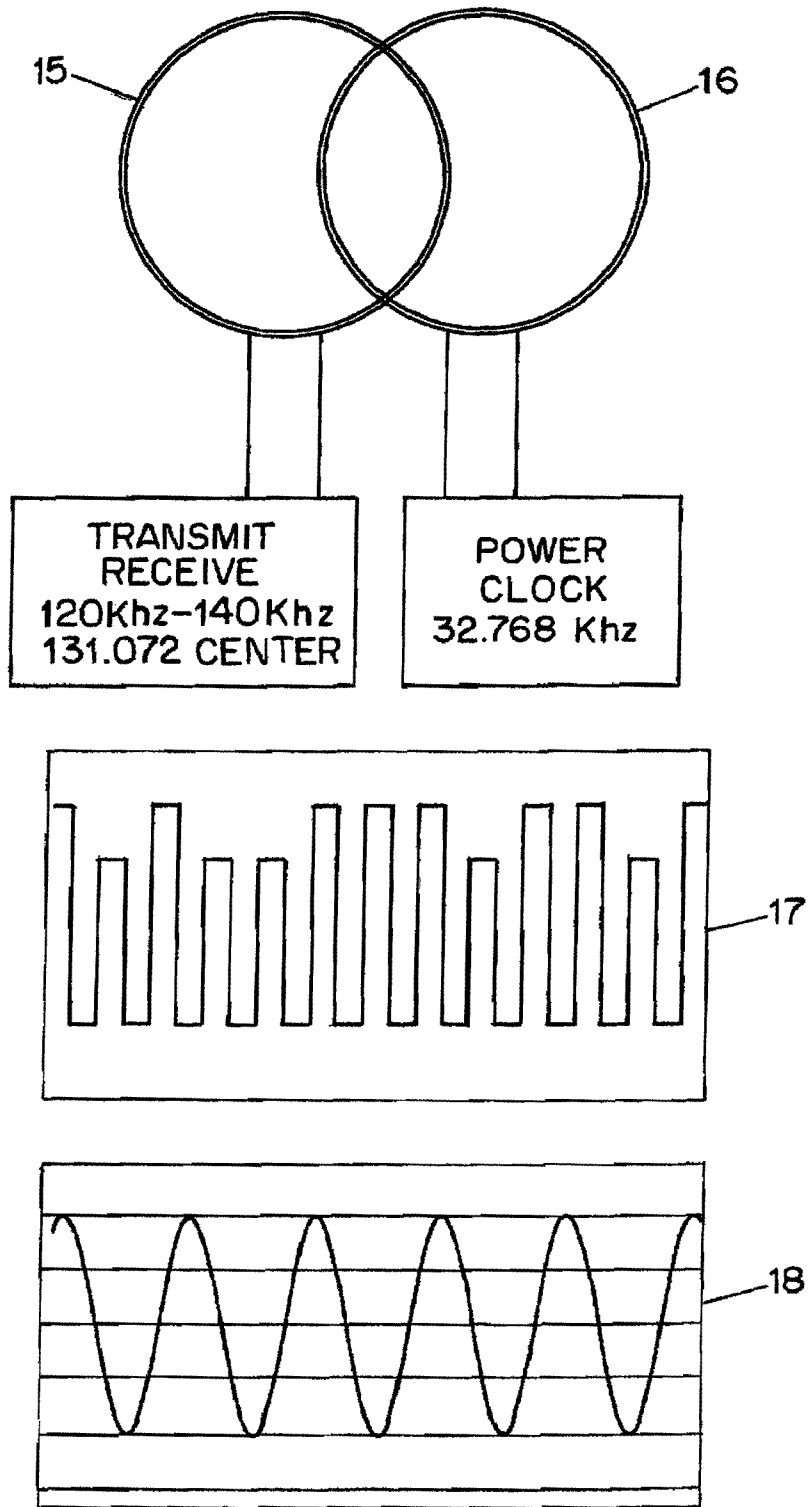 15
16
TRANSMIT
RECEIVE
120Khz-140Khz
131.072 CENTER
POWER
CLOCK
32.768 Khz
17
18